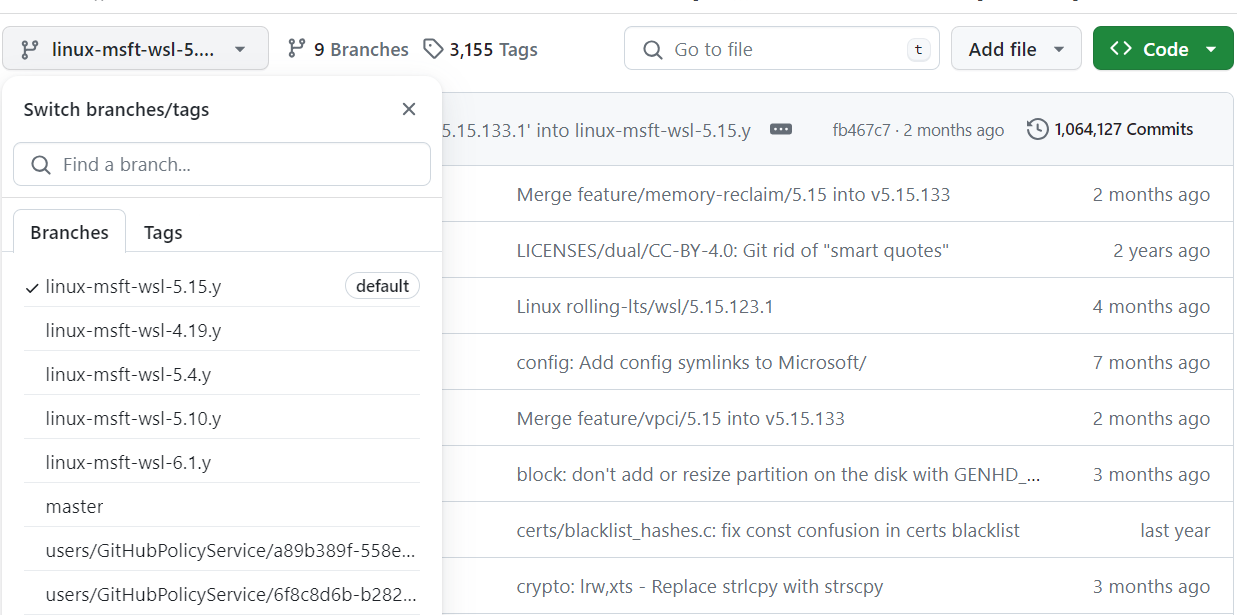 linux-msft-wsl-5....
9 Branches
3,155 Tags
Go to file
t
Add file
Code
Switch branches/tags
Find a branch...
Branches
Tags
linux-msft-wsl-5.15.y
default
linux-msft-wsl-4.19.y
linux-msft-wsl-5.4.y
linux-msft-wsl-5.10.y
linux-msft-wsl-6.1.y
master
users/GitHubPolicyService/a89b389f-558e...
users/GitHubPolicyService/6f8c8d6b-b282...
5.15.133.1' into linux-msft-wsl-5.15.y
fb467c7 · 2 months ago
1,064,127 Commits
Merge feature/memory-reclaim/5.15 into v5.15.133 2 months ago
LICENSES/dual/CC-BY-4.0: Git rid of "smart quotes" 2 years ago
Linux rolling-lts/wsl/5.15.123.1 4 months ago
config: Add config symlinks to Microsoft/ 7 months ago
Merge feature/vpci/5.15 into v5.15.133 2 months ago
block: don't add or resize partition on the disk with GENHD_... 3 months ago
certs/blacklist_hashes.c: fix const confusion in certs blacklist last year
crypto: lrw,xts - Replace strlcpy with strscpy 3 months ago